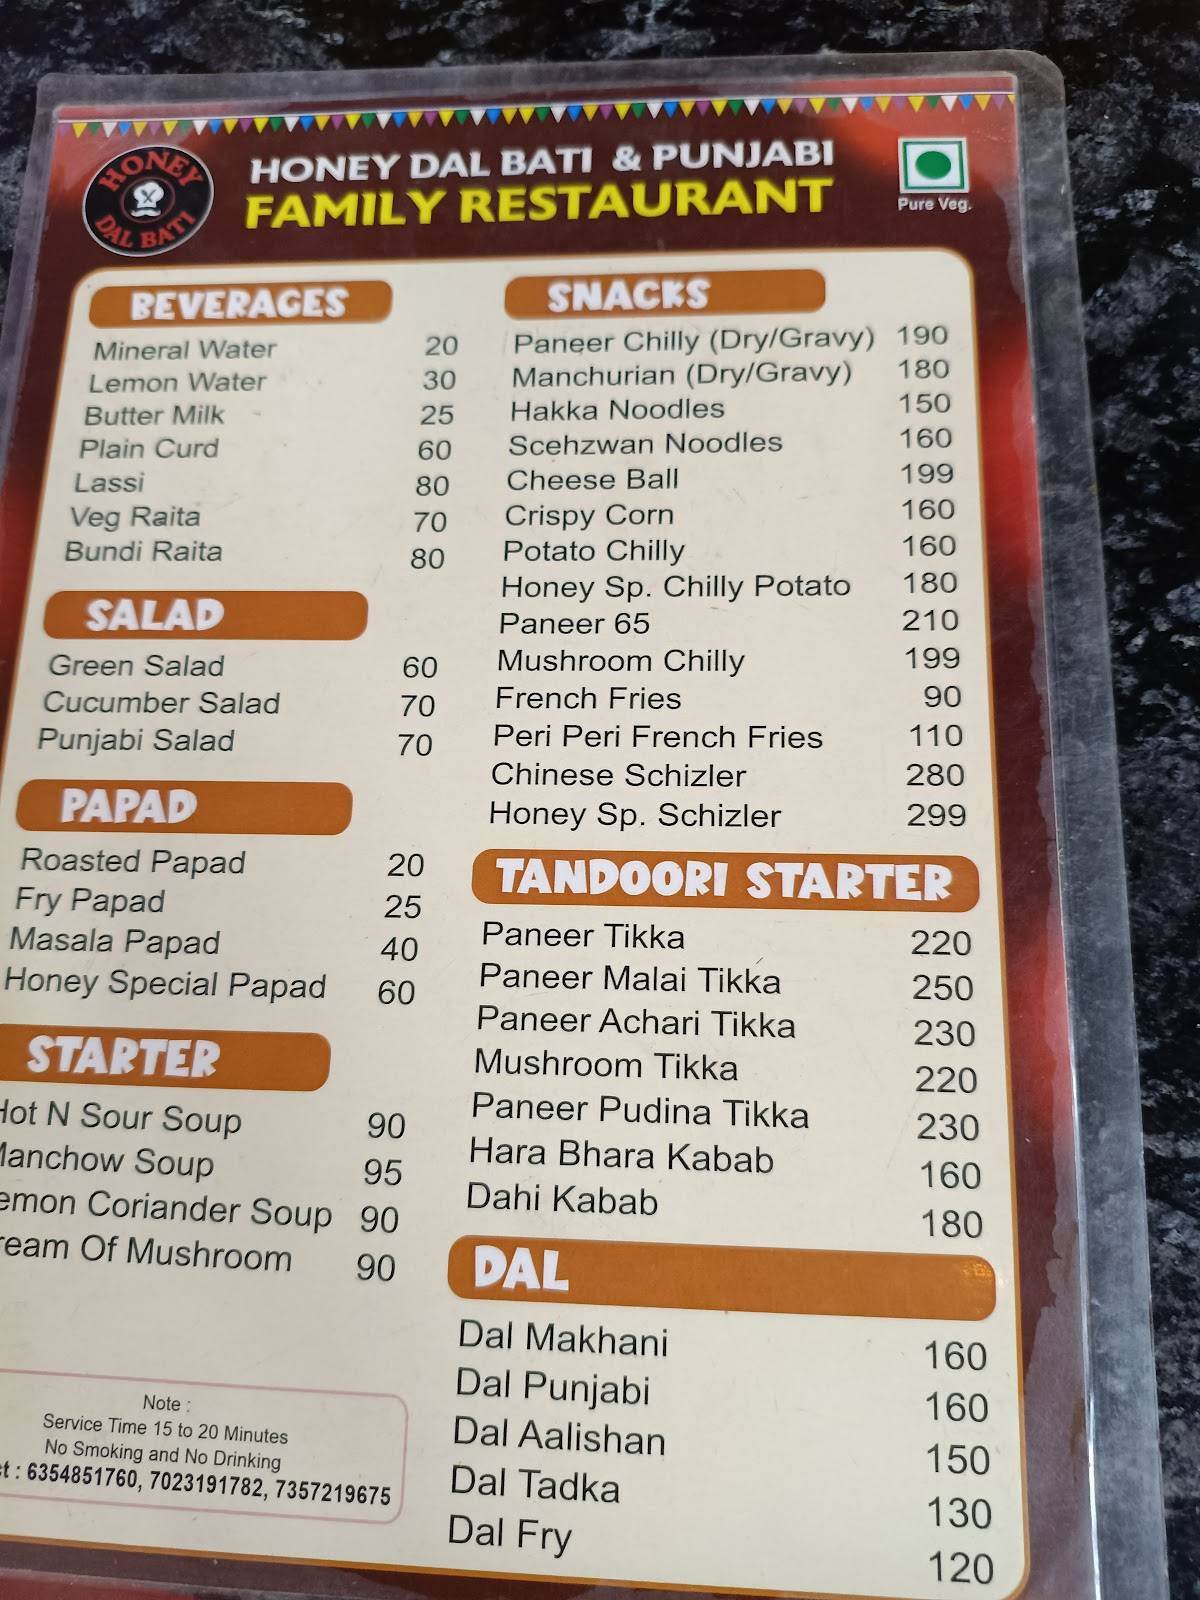 HONEY
DAL BATI
HONEY DAL BATI & PUNJABI
FAMILY RESTAURANT
Pure Veg.
BEVERAGES
Mineral Water 20
Lemon Water 30
Butter Milk 25
Plain Curd 60
Lassi 80
Veg Raita 70
Bundi Raita 80
SALAD
Green Salad 60
Cucumber Salad 70
Punjabi Salad 70
PAPAD
Roasted Papad 20
Fry Papad 25
Masala Papad 40
Honey Special Papad 60
STARTER
Hot N Sour Soup 90
Manchow Soup 95
emon Coriander Soup 90
ream Of Mushroom 90
Note :
Service Time 15 to 20 Minutes
No Smoking and No Drinking
ct : 6354851760, 7023191782, 7357219675
SNACKS
Paneer Chilly (Dry/Gravy) 190
Manchurian (Dry/Gravy) 180
Hakka Noodles 150
Scehzwan Noodles 160
Cheese Ball 199
Crispy Corn 160
Potato Chilly 160
Honey Sp. Chilly Potato 180
Paneer 65 210
Mushroom Chilly 199
French Fries 90
Peri Peri French Fries 110
Chinese Schizler 280
Honey Sp. Schizler 299
TANDOORI STARTER
Paneer Tikka 220
Paneer Malai Tikka 250
Paneer Achari Tikka 230
Mushroom Tikka 220
Paneer Pudina Tikka 230
Hara Bhara Kabab 160
Dahi Kabab 180
DAL
Dal Makhani 160
Dal Punjabi 160
Dal Aalishan 150
Dal Tadka 130
Dal Fry 120